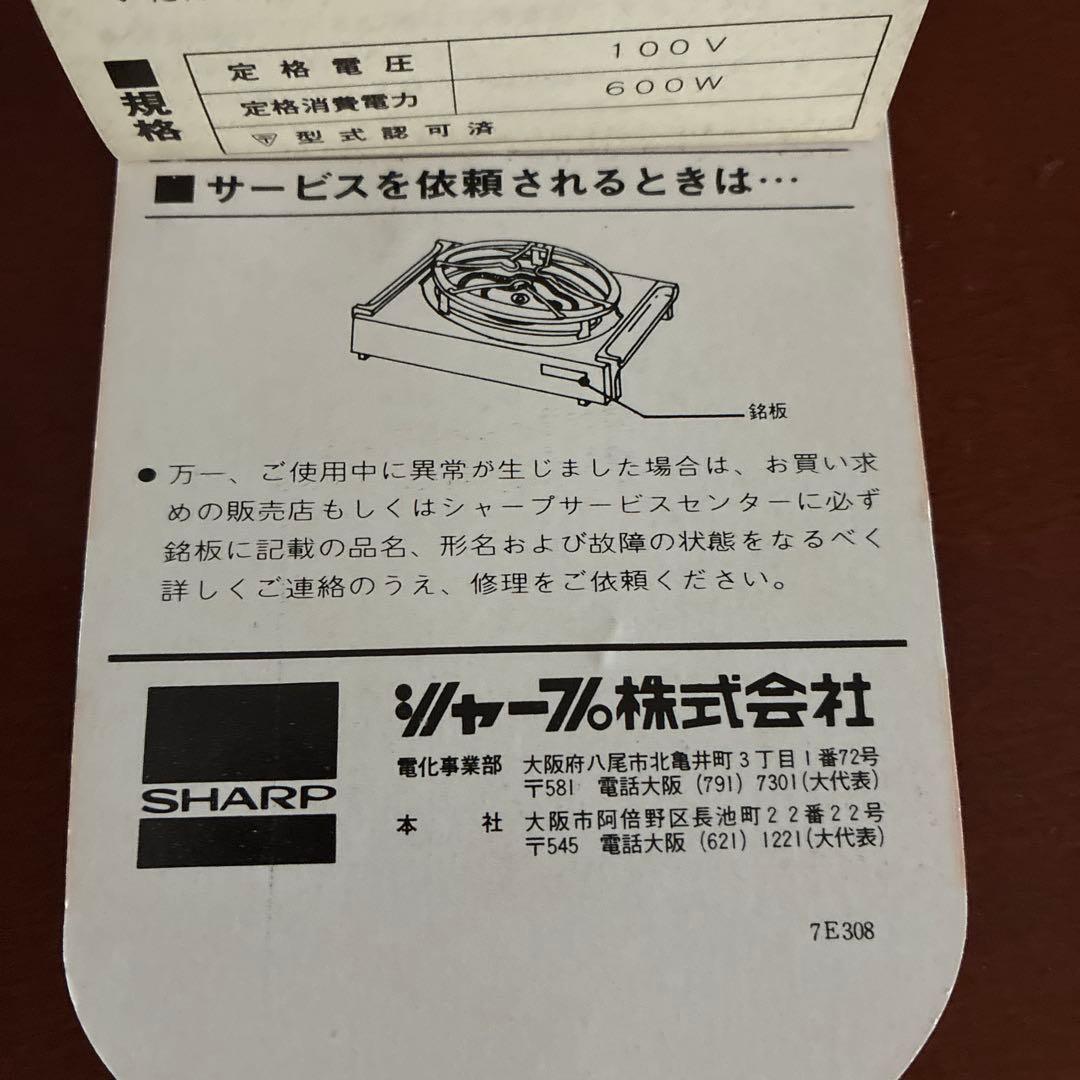 ■規格
定格電圧 100V
定格消費電力 600W
型式認可済
■サービスを依頼されるときは…
銘板
●万一、ご使用中に異常が生じました場合は、お買い求
めの販売店もしくはシャープサービスセンターに必ず
銘板に記載の品名、形名および故障の状態をなるべく
詳しくご連絡のうえ、修理をご依頼ください。
SHARP
シャープ株式会社
電化事業部 大阪府八尾市北亀井町3丁目1番72号
〒581 電話大阪(791)7301(大代表)
本社 大阪市阿倍野区長池町22番22号
〒545 電話大阪(621)1221(大代表)
7E308